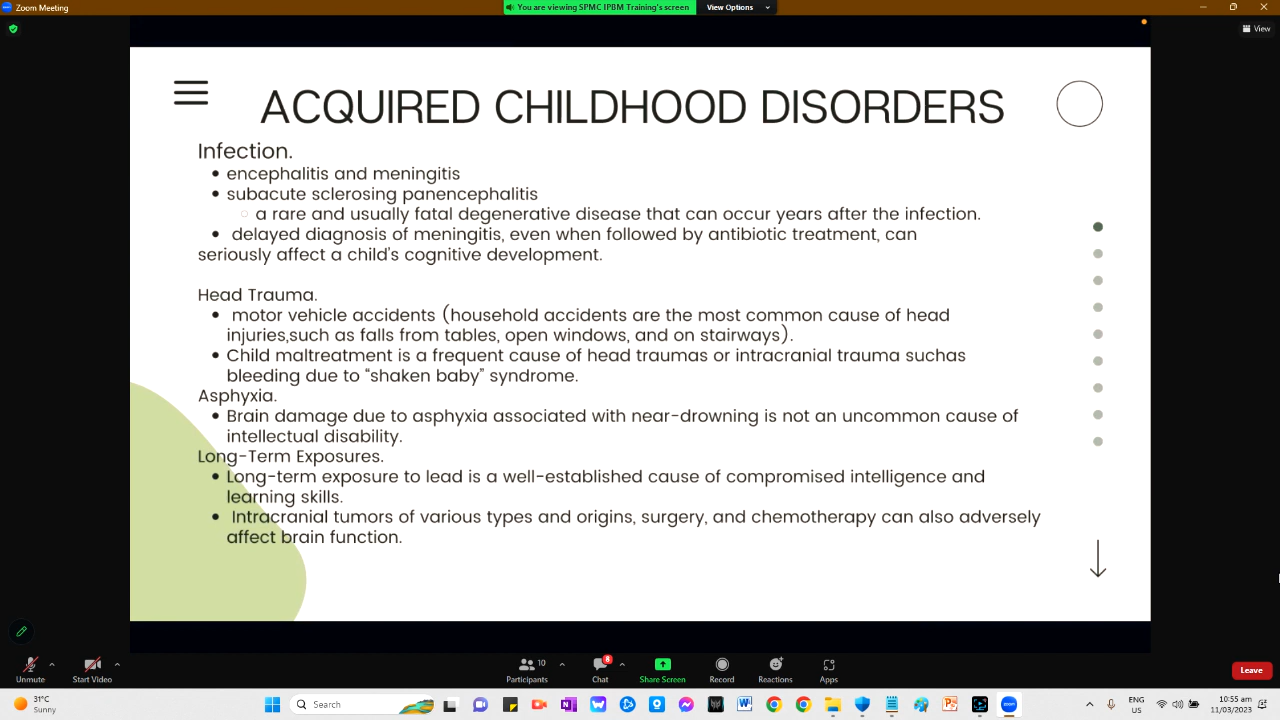 Zoom Meeting
You are viewing SPMC IPBM Training's screen
View Options
View
ACQUIRED CHILDHOOD DISORDERS
Infection.
encephalitis and meningitis
subacute sclerosing panencephalitis
a rare and usually fatal degenerative disease that can occur years after the infection.
delayed diagnosis of meningitis, even when followed by antibiotic treatment, can
seriously affect a child's cognitive development.
Head Trauma.
motor vehicle accidents (household accidents are the most common cause of head
injuries,such as falls from tables, open windows, and on stairways).
Child maltreatment is a frequent cause of head traumas or intracranial trauma suchas
bleeding due to “shaken baby” syndrome.
Asphyxia.
Brain damage due to asphyxia associated with near-drowning is not an uncommon cause of
intellectual disability.
Long-Term Exposures.
Long-term exposure to lead is a well-established cause of compromised intelligence and
learning skills.
Intracranial tumors of various types and origins, surgery, and chemotherapy can also adversely
affect brain function.
10
8
Unmute
Start Video
Participants
Chat
Share Screen
Record
Reactions
Apps
Leave
31°C
Sunny
Search
10:55 am
11/03/2023